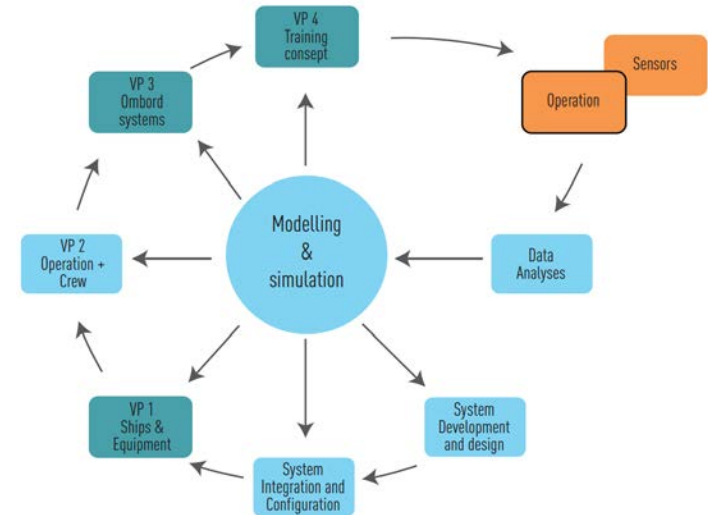 VP 4
Training
consept
Sensors
Operation
VP 3
Ombord
systems
Modelling
&
simulation
VP 2
Operation +
Crew
Data
Analyses
VP 1
Ships &
Equipment
System
Development
and design
System
Integration and
Configuration